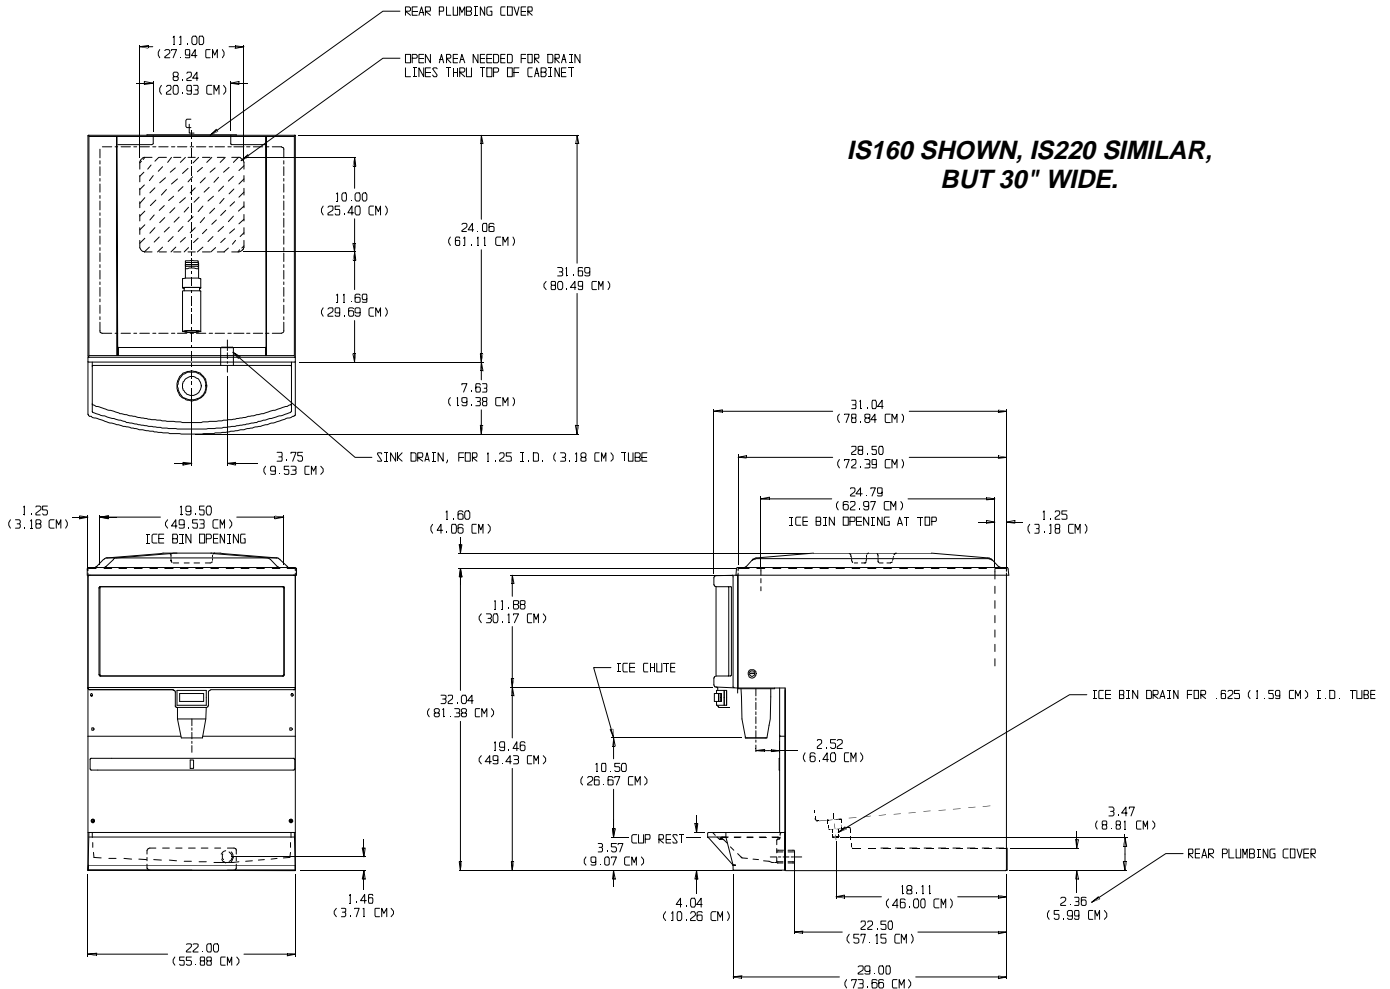 REAR PLUMBING COVER
11.00
(27.94 CM)
OPEN AREA NEEDED FOR DRAIN
LINES THRU TOP OF CABINET
8.24
(20.93 CM)
CL
IS160 SHOWN, IS220 SIMILAR,
BUT 30" WIDE.
10.00
(25.40 CM)
24.06
(61.11 CM)
31.69
(80.49 CM)
11.69
(29.69 CM)
7.63
(19.38 CM)
3.75
(9.53 CM)
SINK DRAIN, FOR 1.25 I.D. (3.18 CM) TUBE
31.04
(78.84 CM)
28.50
(72.39 CM)
24.79
(62.97 CM)
ICE BIN OPENING AT TOP
1.25
(3.18 CM)
1.25
(3.18 CM)
19.50
(49.53 CM)
ICE BIN OPENING
1.60
(4.06 CM)
11.88
(30.17 CM)
ICE CHUTE
32.04
(81.38 CM)
ICE BIN DRAIN FOR .625 (1.59 CM) I.D. TUBE
19.46
(49.43 CM)
2.52
(6.40 CM)
10.50
(26.67 CM)
CUP REST
3.57
(9.07 CM)
3.47
(8.81 CM)
REAR PLUMBING COVER
1.46
(3.71 CM)
4.04
(10.26 CM)
18.11
(46.00 CM)
2.36
(5.99 CM)
22.50
(57.15 CM)
22.00
(55.88 CM)
29.00
(73.66 CM)